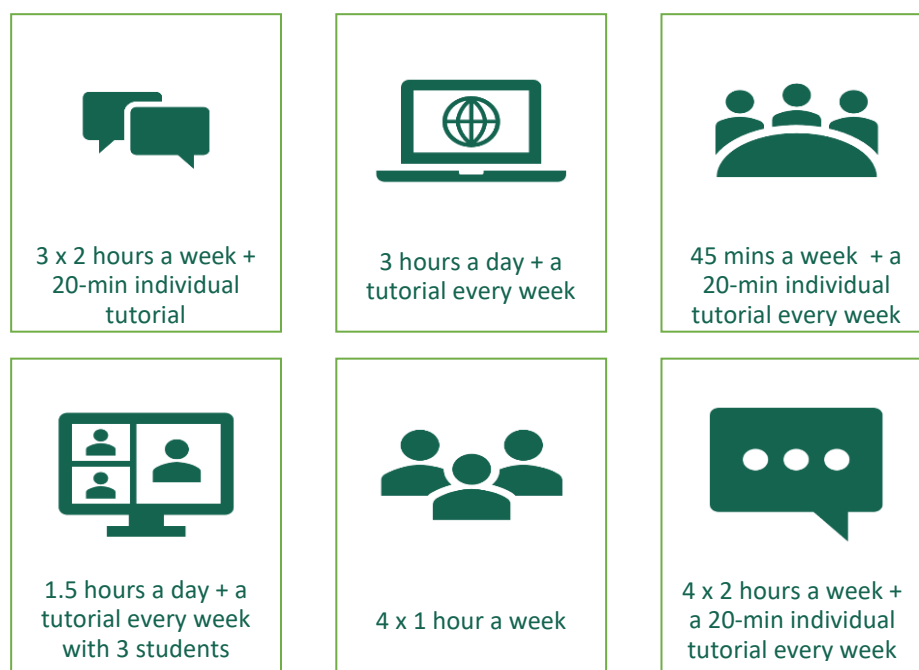 3 x 2 hours a week +
20-min individual
tutorial
3 hours a day + a
tutorial every week
45 mins a week + a
20-min individual
tutorial every week
1.5 hours a day + a
tutorial every week
with 3 students
4 x 1 hour a week
4 x 2 hours a week +
a 20-min individual
tutorial every week